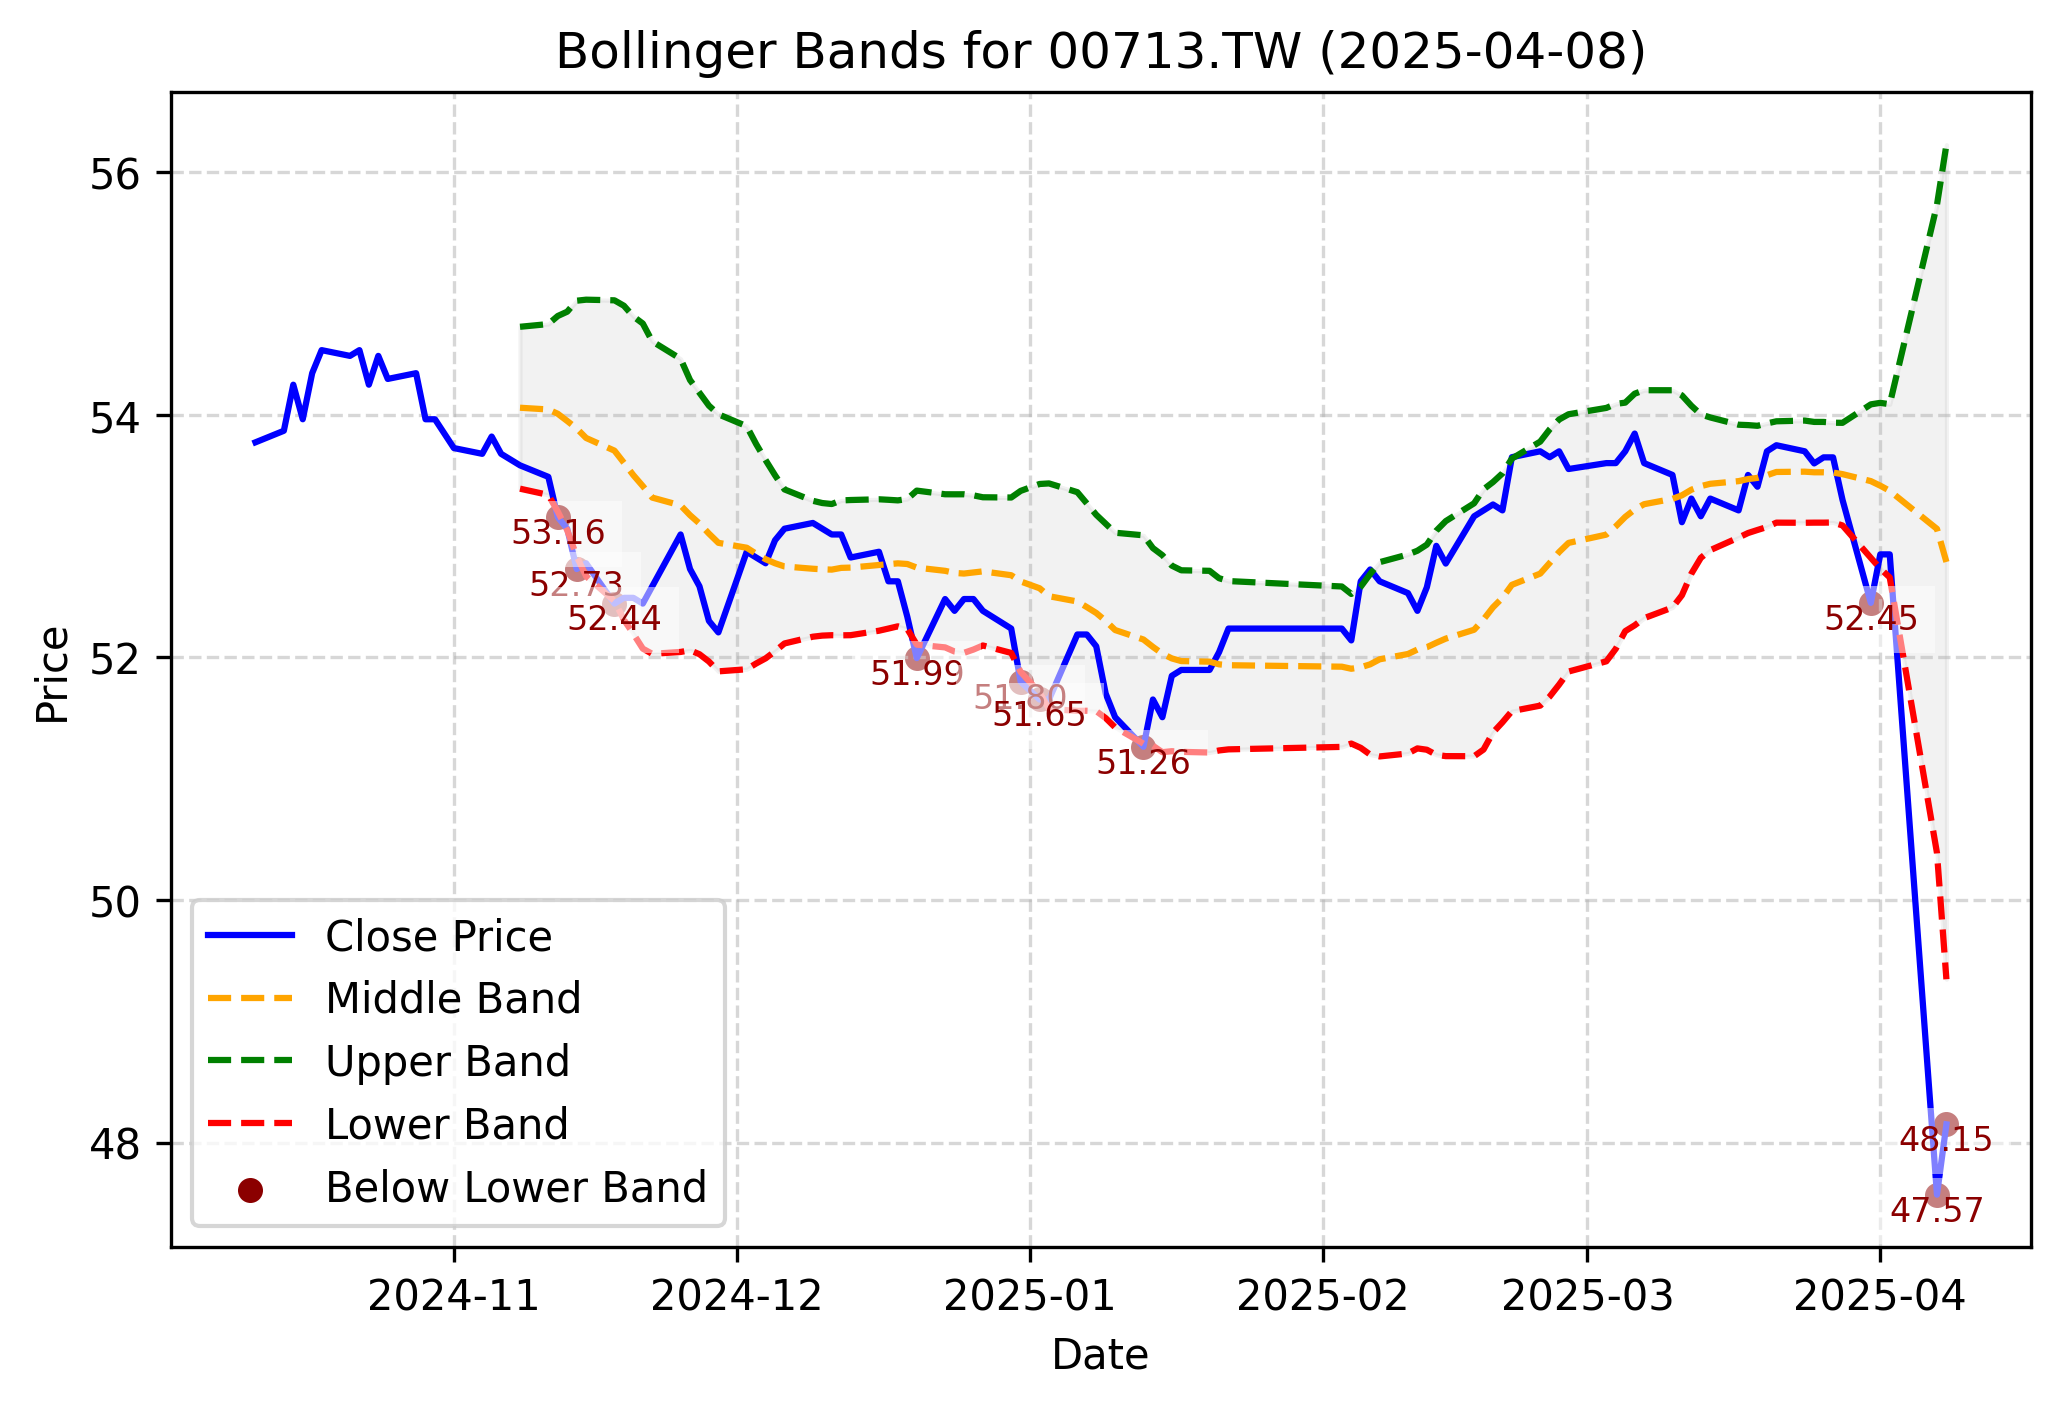 Bollinger Bands for 00713.TW (2025-04-08)
Price
56
54
52
50
48
53.16
52.73
52.44
51.99
51.80
51.65
51.26
52.45
48.15
47.57
Close Price
Middle Band
Upper Band
Lower Band
Below Lower Band
2024-11
2024-12
2025-01
2025-02
2025-03
2025-04
Date